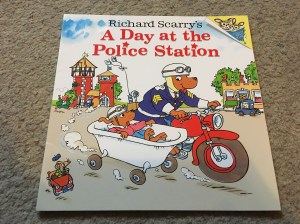 Richard Scarry's
A Day at the
Police Station